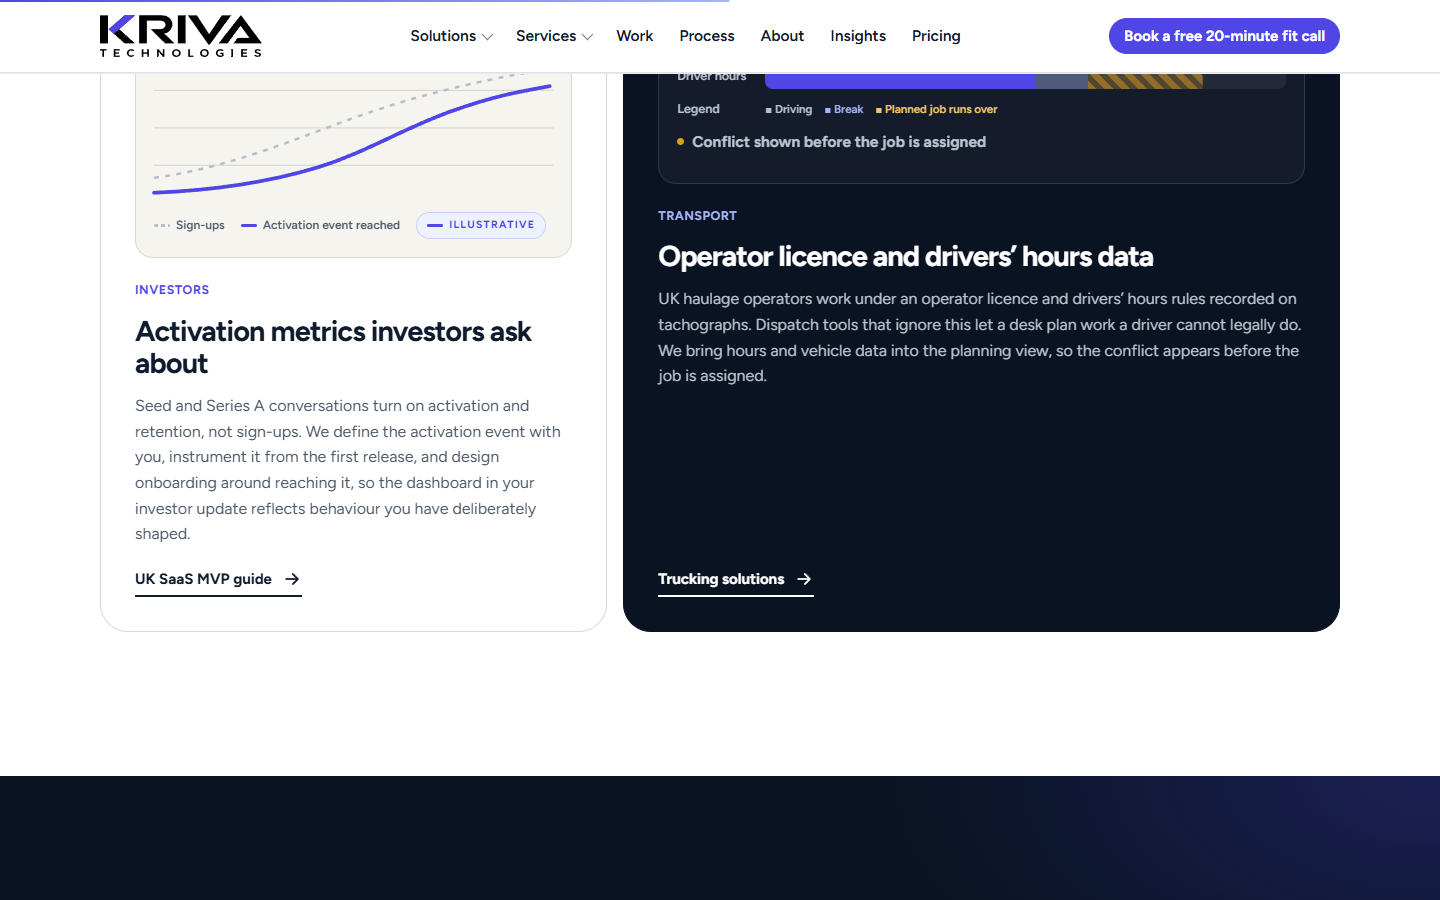 KRIVA
TECHNOLOGIES
Solutions
Services
Work
Process
About
Insights
Pricing
Book a free 20-minute fit call
Sign-ups
Activation event reached
ILLUSTRATIVE
INVESTORS
Activation metrics investors ask
about
Seed and Series A conversations turn on activation and
retention, not sign-ups. We define the activation event with
you, instrument it from the first release, and design
onboarding around reaching it, so the dashboard in your
investor update reflects behaviour you have deliberately
shaped.
UK SaaS MVP guide →
Driver hours
Legend
Driving
Break
Planned job runs over
Conflict shown before the job is assigned
TRANSPORT
Operator licence and drivers’ hours data
UK haulage operators work under an operator licence and drivers’ hours rules recorded on
tachographs. Dispatch tools that ignore this let a desk plan work a driver cannot legally do.
We bring hours and vehicle data into the planning view, so the conflict appears before the
job is assigned.
Trucking solutions →